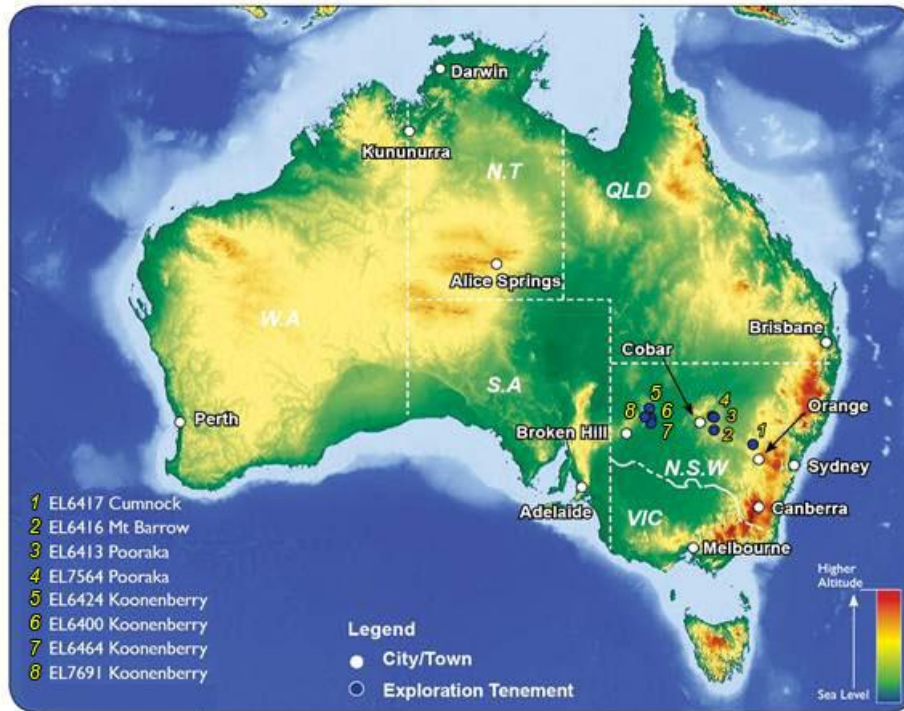 Darwin
Kununurra
N.T
QLD
Alice Springs
W.A
Brisbane
Cobar
S.A
5
4
Orange
8
6
3
Perth
Broken Hill
7
2
1
N.S.W
Sydney
Adelaide
Canberra
VIC
Melbourne
1 EL6417 Cumnock
2 EL6416 Mt Barrow
3 EL6413 Pooraka
4 EL7564 Pooraka
5 EL6424 Koonenberry
6 EL6400 Koonenberry
7 EL6464 Koonenberry
8 EL7691 Koonenberry
Legend
City/Town
Exploration Tenement
Higher
Altitude
Sea Level